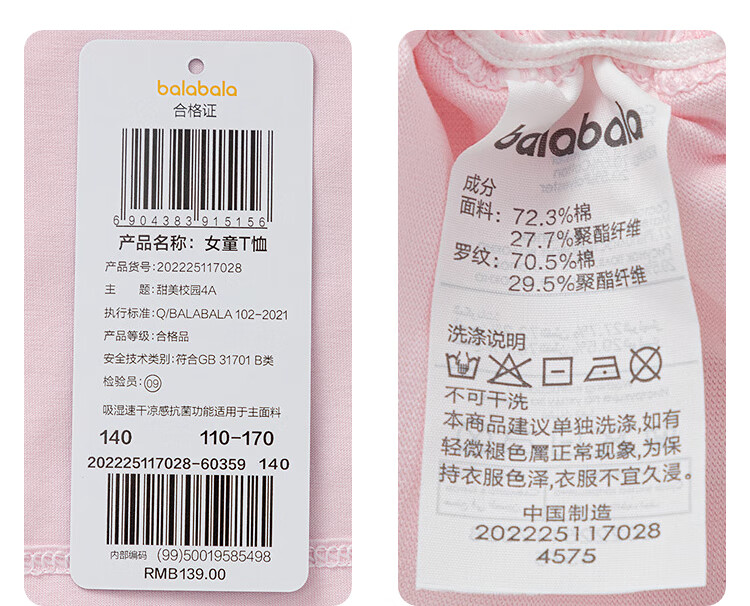 balabala
合格证
6 904383 915156
产品名称: 女童T恤
产品货号:202225117028
主 题:甜美校园4A
执行标准:Q/BALABALA 102-2021
产品等级:合格品
安全技术类别:符合GB 31701 B类
检验员:09
吸湿速干凉感抗菌功能适用于主面料
140 110-170
202225117028-60359 140
内部编码 (99)50019585498
RMB139.00
balabala
成分
面料: 72.3%棉
27.7%聚酯纤维
罗纹: 70.5%棉
29.5%聚酯纤维
洗涤说明
不可干洗
本商品建议单独洗涤,如有
轻微褪色属正常现象,为保
持衣服色泽,衣服不宜久浸。
中国制造
202225117028
4575